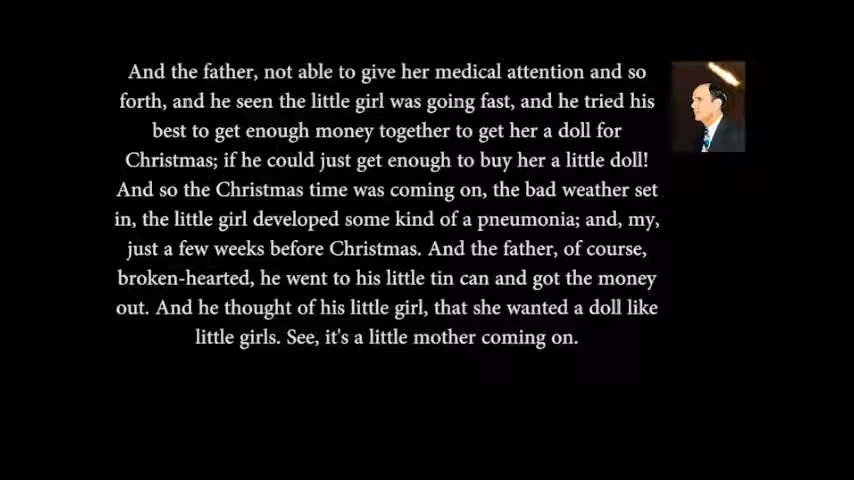 And the father, not able to give her medical attention and so
forth, and he seen the little girl was going fast, and he tried his
best to get enough money together to get her a doll for
Christmas; if he could just get enough to buy her a little doll!
And so the Christmas time was coming on, the bad weather set
in, the little girl developed some kind of a pneumonia; and, my,
just a few weeks before Christmas. And the father, of course,
broken-hearted, he went to his little tin can and got the money
out. And he thought of his little girl, that she wanted a doll like
little girls. See, it's a little mother coming on.